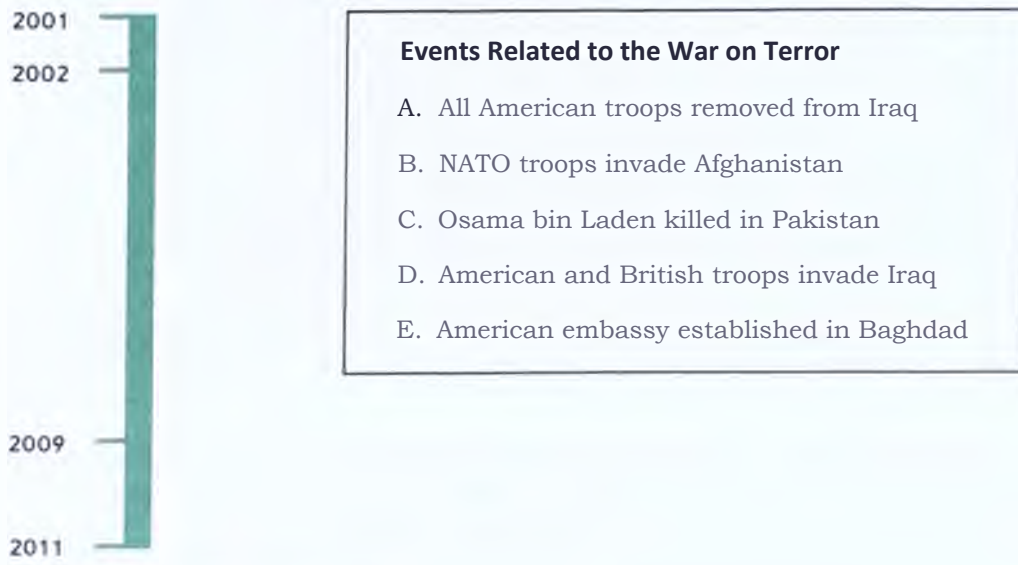 2001
2002
2009
2011
Events Related to the War on Terror
A. All American troops removed from Iraq
B. NATO troops invade Afghanistan
C. Osama bin Laden killed in Pakistan
D. American and British troops invade Iraq
E. American embassy established in Baghdad